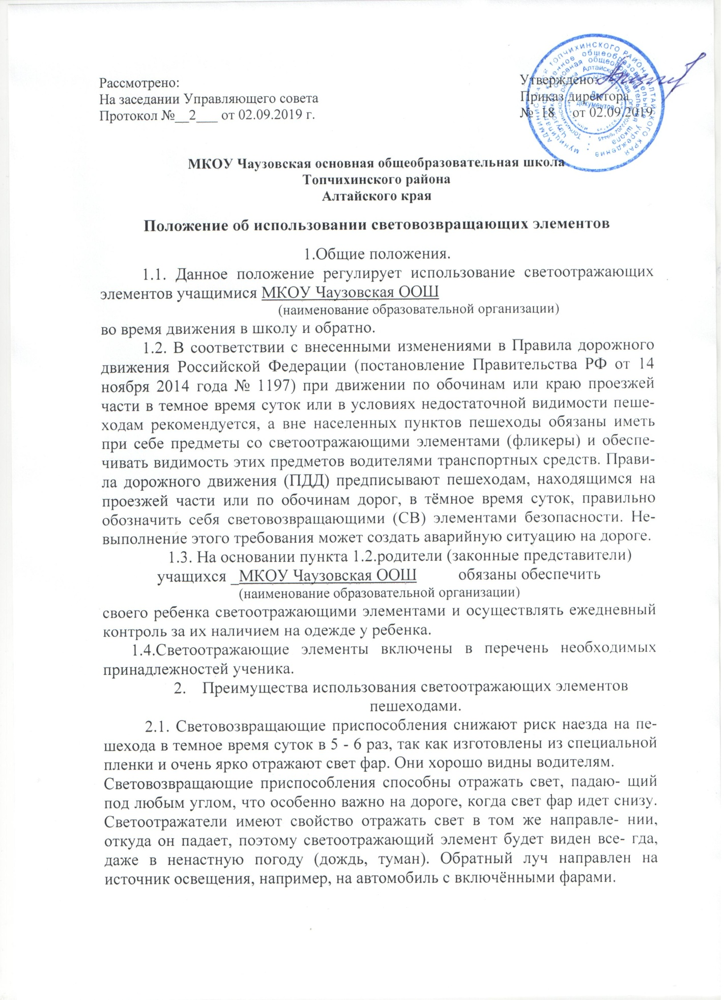 Рассмотрено:
На заседании Управляющего совета
Протокол №__2___ от 02.09.2019 г.
Утверждено:
Приказ директора
№ 18 от 02.09.2019
Для
документов
МКОУ Чаузовская основная общеобразовательная школа
Топчихинского района
Алтайского края
Положение об использовании световозвращающих элементов
1.Общие положения.
1.1. Данное положение регулирует использование светоотражающих
элементов учащимися МКОУ Чаузовская ООШ
(наименование образовательной организации)
во время движения в школу и обратно.
1.2. В соответствии с внесенными изменениями в Правила дорожного
движения Российской Федерации (постановление Правительства РФ от 14
ноября 2014 года № 1197) при движении по обочинам или краю проезжей
части в темное время суток или в условиях недостаточной видимости пеше-
ходам рекомендуется, а вне населенных пунктов пешеходы обязаны иметь
при себе предметы со светоотражающими элементами (фликеры) и обеспе-
чивать видимость этих предметов водителями транспортных средств. Прави-
ла дорожного движения (ПДД) предписывают пешеходам, находящимся на
проезжей части или по обочинам дорог, в тёмное время суток, правильно
обозначить себя световозвращающими (СВ) элементами безопасности. Не-
выполнение этого требования может создать аварийную ситуацию на дороге.
1.3. На основании пункта 1.2.родители (законные представители)
учащихся _МКОУ Чаузовская ООШ обязаны обеспечить
(наименование образовательной организации)
своего ребенка светоотражающими элементами и осуществлять ежедневный
контроль за их наличием на одежде у ребенка.
1.4.Светоотражающие элементы включены в перечень необходимых
принадлежностей ученика.
2. Преимущества использования светоотражающих элементов
пешеходами.
2.1. Световозвращающие приспособления снижают риск наезда на пе-
шехода в темное время суток в 5 - 6 раз, так как изготовлены из специальной
пленки и очень ярко отражают свет фар. Они хорошо видны водителям.
Световозвращающие приспособления способны отражать свет, падаю- щий
под любым углом, что особенно важно на дороге, когда свет фар идет снизу.
Светоотражатели имеют свойство отражать свет в том же направле- нии,
откуда он падает, поэтому светоотражающий элемент будет виден все- гда,
даже в ненастную погоду (дождь, туман). Обратный луч направлен на
источник освещения, например, на автомобиль с включёнными фарами.